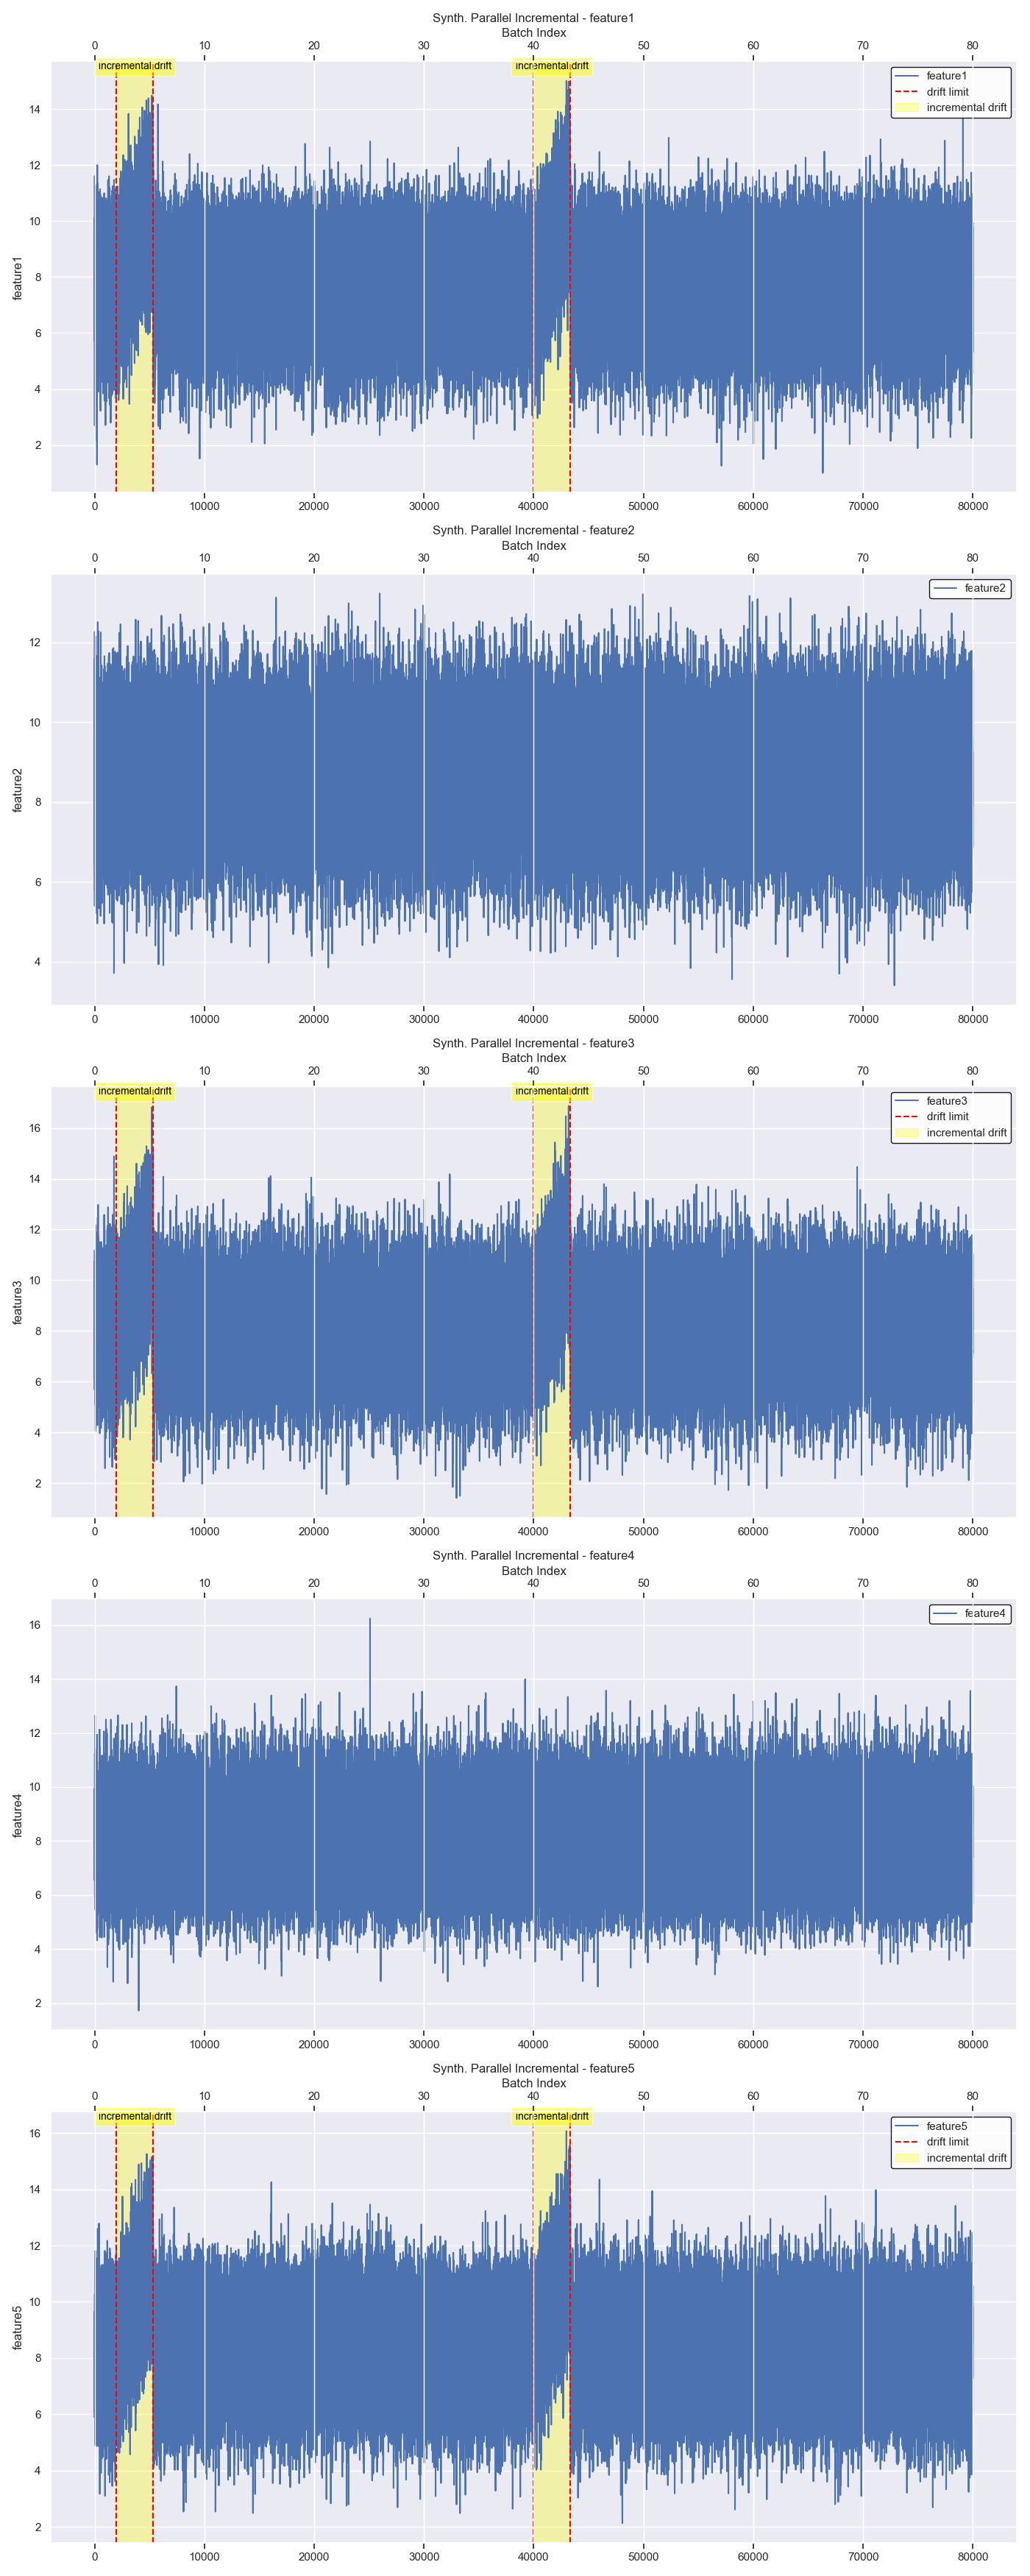 Synth. Parallel Incremental - feature1
Batch Index
0 10 20 30 40 50 60 70 80
incremental drift incremental drift
feature1
drift limit
incremental drift
14
12
10
8
6
4
2
feature1
0 10000 20000 30000 40000 50000 60000 70000 80000
Synth. Parallel Incremental - feature2
Batch Index
0 10 20 30 40 50 60 70 80
feature2
12
10
8
6
4
feature2
0 10000 20000 30000 40000 50000 60000 70000 80000
Synth. Parallel Incremental - feature3
Batch Index
0 10 20 30 40 50 60 70 80
incremental drift incremental drift
feature3
drift limit
incremental drift
16
14
12
10
8
6
4
2
feature3
0 10000 20000 30000 40000 50000 60000 70000 80000
Synth. Parallel Incremental - feature4
Batch Index
0 10 20 30 40 50 60 70 80
feature4
16
14
12
10
8
6
4
2
feature4
0 10000 20000 30000 40000 50000 60000 70000 80000
Synth. Parallel Incremental - feature5
Batch Index
0 10 20 30 40 50 60 70 80
incremental drift incremental drift
feature5
drift limit
incremental drift
16
14
12
10
8
6
4
2
feature5
0 10000 20000 30000 40000 50000 60000 70000 80000